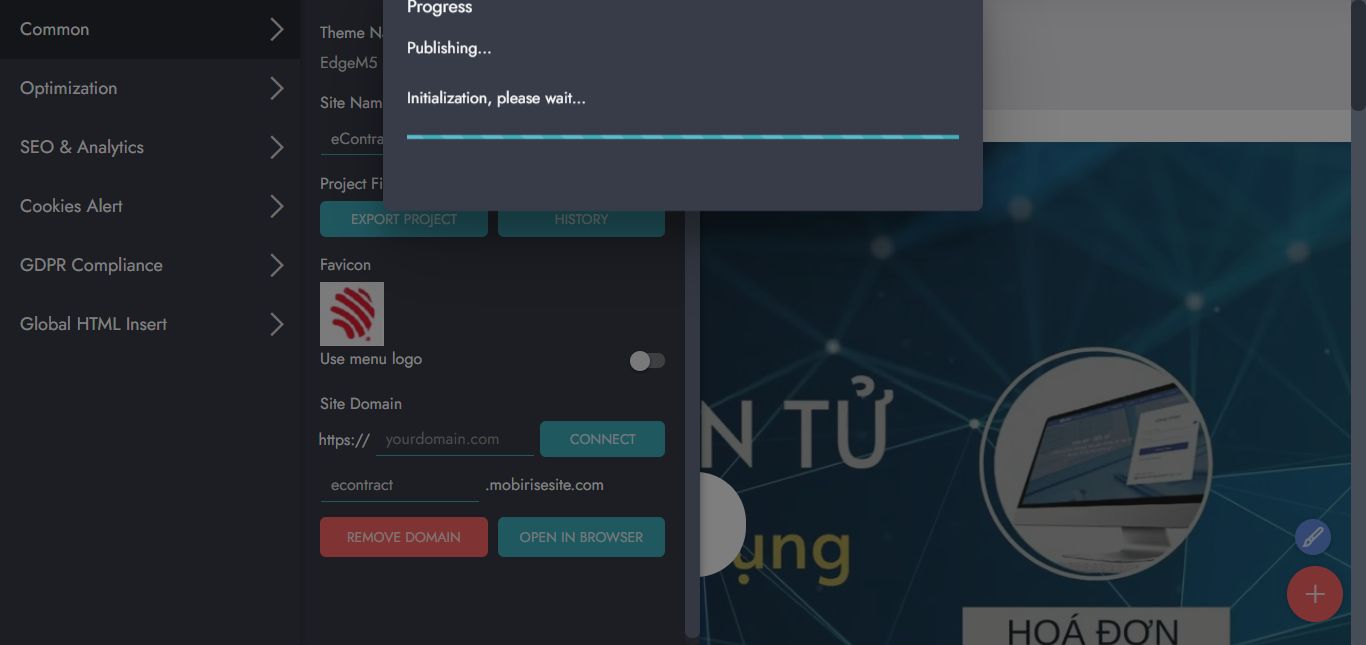 Common
Optimization
SEO & Analytics
Cookies Alert
GDPR Compliance
Global HTML Insert
Theme N
EdgeM5
Site Nam
eContra
Project Fi
EXPORT PROJECT
HISTORY
Favicon
Use menu logo
Site Domain
https://
yourdomain.com
CONNECT
econtract
.mobirisesite.com
REMOVE DOMAIN
OPEN IN BROWSER
Progress
Publishing...
Initialization, please wait...
N TỬ
ụng
HOÁ ĐƠN